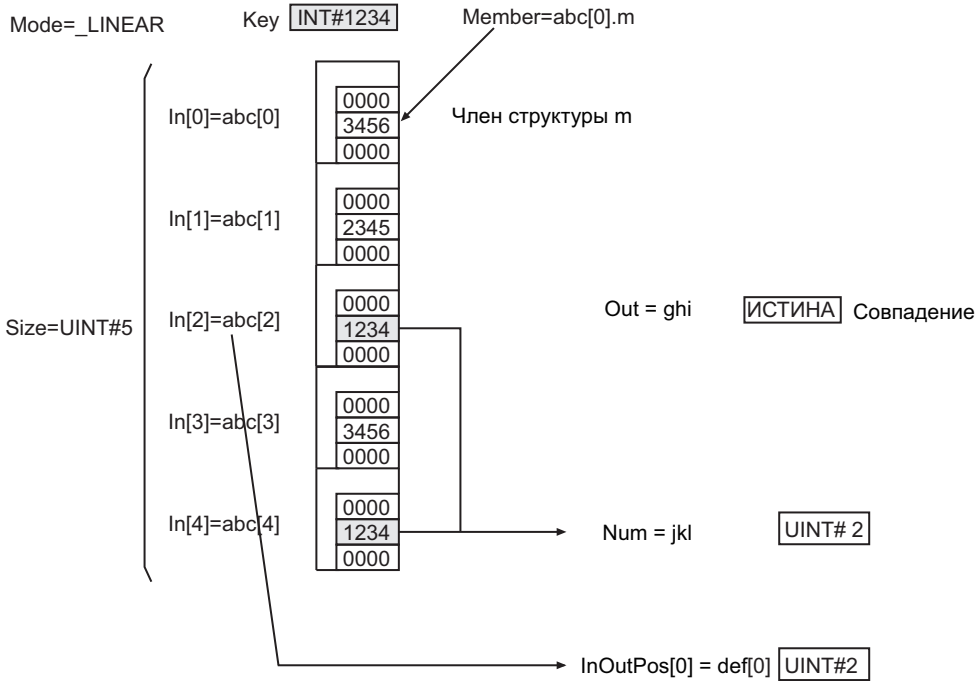 Mode=_LINEAR
Key INT#1234
Member=abc[0].m
In[0]=abc[0]
0000
3456
0000
Член структуры m
In[1]=abc[1]
0000
2345
0000
Size=UINT#5
In[2]=abc[2]
0000
1234
0000
Out = ghi ИСТИНА Совпадение
In[3]=abc[3]
0000
3456
0000
In[4]=abc[4]
0000
1234
0000
Num = jkl UINT# 2
InOutPos[0] = def[0] UINT#2